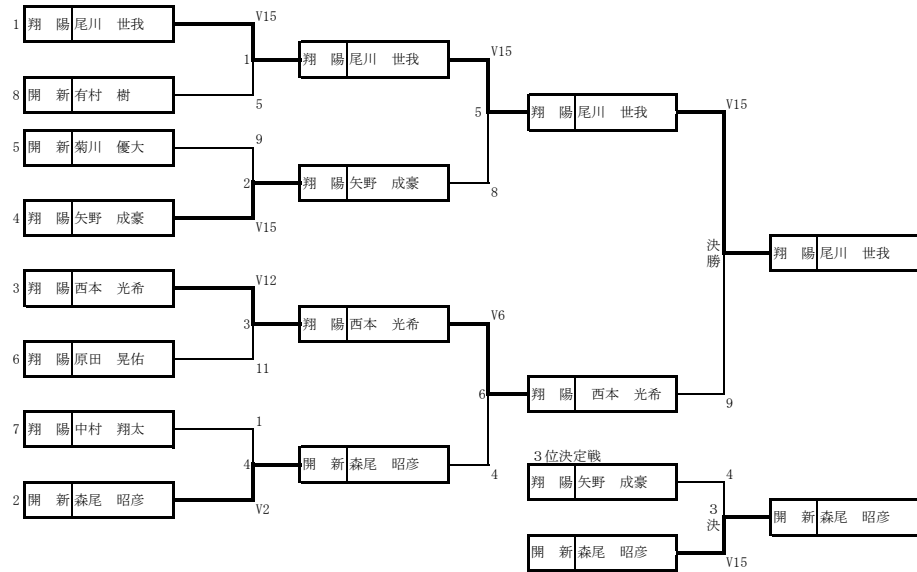 V15
1 翔　陽 尾川　世我
1 翔　陽 尾川　世我 V15
8 開　新 有村　樹
5
5 翔　陽 尾川　世我 V15
5 開　新 菊川　優大 9
2 翔　陽 矢野　成豪
8
4 翔　陽 矢野　成豪
V15
決勝 翔　陽 尾川　世我
3 翔　陽 西本　光希 V12
3 翔　陽 西本　光希 V6
6 翔　陽 原田　晃佑
11
6 翔　陽 西本　光希
9
7 翔　陽 中村　翔太 1
4 開　新 森尾　昭彦
4
2 開　新 森尾　昭彦
V2
３位決定戦
翔　陽 矢野　成豪 4
３決 開　新 森尾　昭彦
開　新 森尾　昭彦
V15